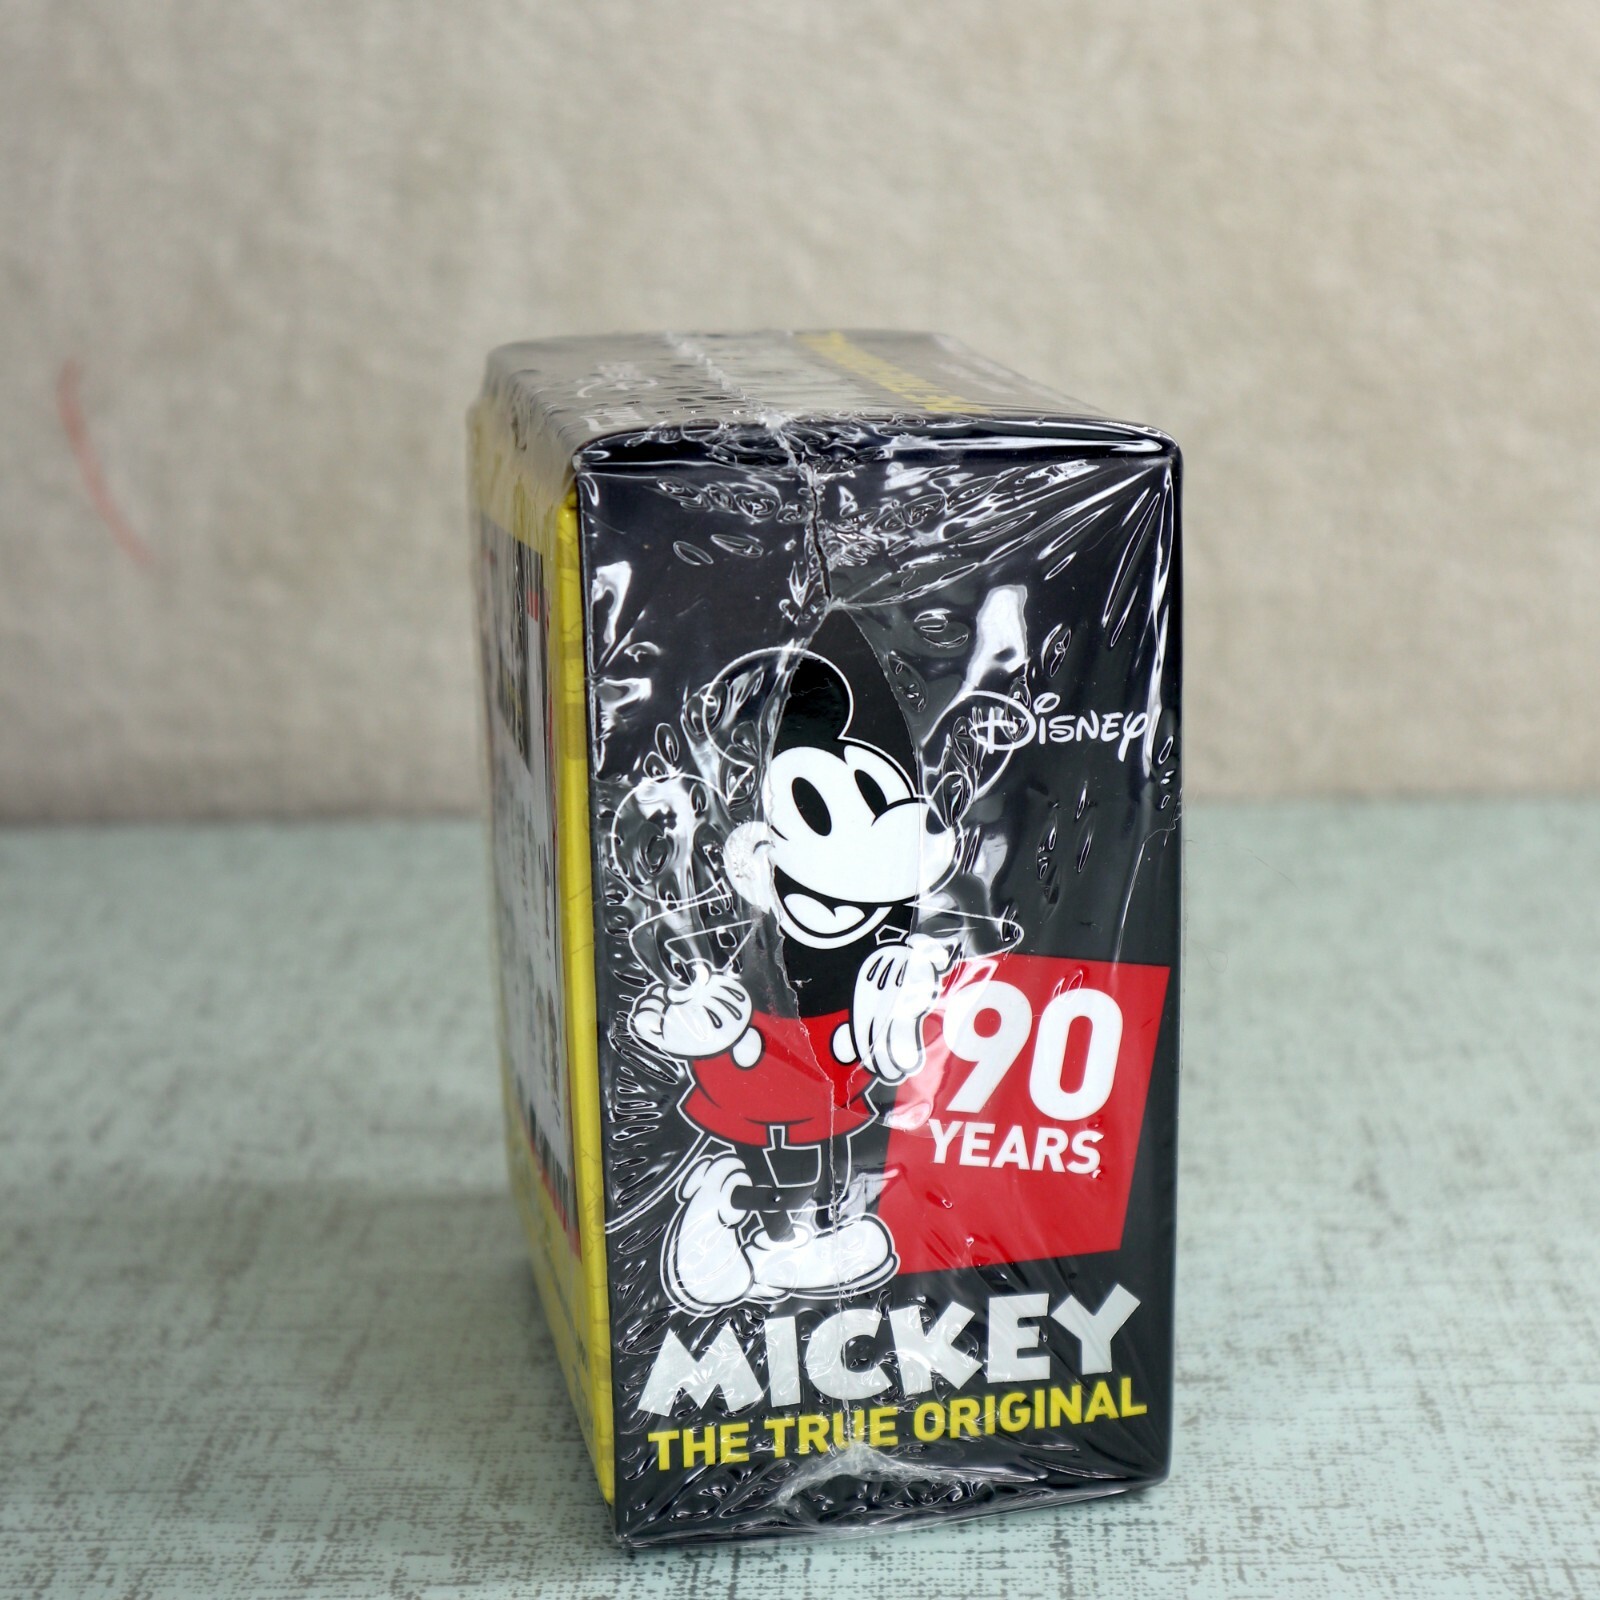 Disney
90
YEARS
MICKEY
THE TRUE ORIGINAL